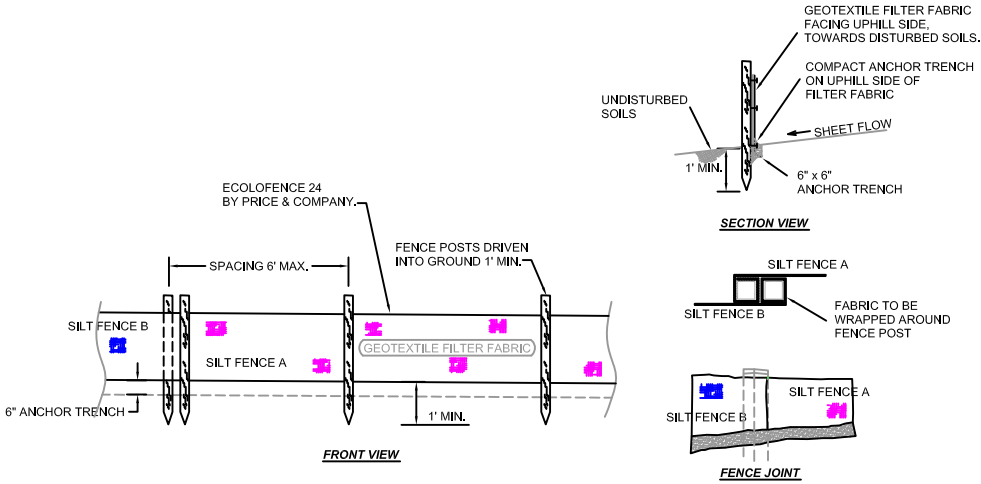 GEOTEXTILE FILTER FABRIC
FACING UPHILL SIDE,
TOWARDS DISTURBED SOILS.
COMPACT ANCHOR TRENCH
ON UPHILL SIDE OF
FILTER FABRIC
UNDISTURBED
SOILS
SHEET FLOW
1' MIN.
6" x 6"
ANCHOR TRENCH
SECTION VIEW
ECOLOFENCE 24
BY PRICE & COMPANY.
SPACING 6' MAX.
FENCE POSTS DRIVEN
INTO GROUND 1' MIN.
SILT FENCE B
SILT FENCE A
GEOTEXTILE FILTER FABRIC
6" ANCHOR TRENCH
1' MIN.
FRONT VIEW
SILT FENCE A
SILT FENCE B
FABRIC TO BE
WRAPPED AROUND
FENCE POST
SILT FENCE A
SILT FENCE B
FENCE JOINT